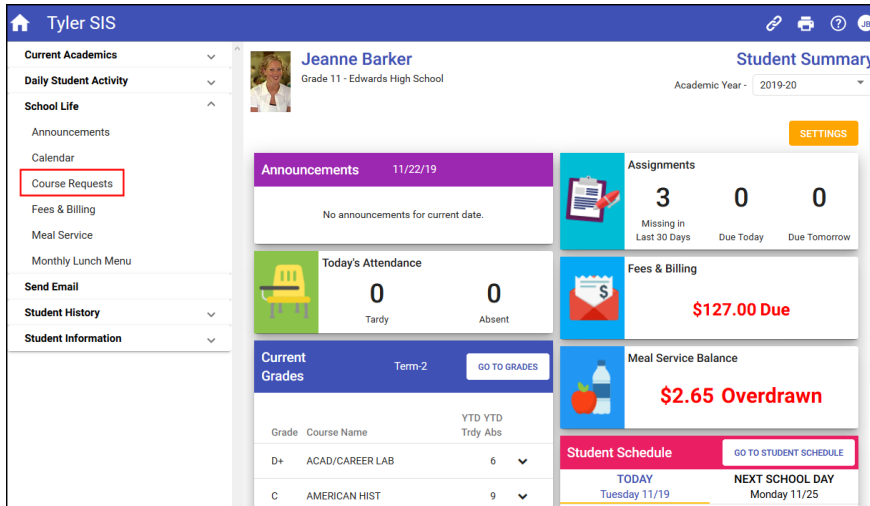 Tyler SIS
JB
Current Academics
Daily Student Activity
School Life
Announcements
Calendar
Course Requests
Fees & Billing
Meal Service
Monthly Lunch Menu
Send Email
Student History
Student Information
Jeanne Barker
Grade 11 - Edwards High School
Student Summary
Academic Year - 2019-20
SETTINGS
Announcements 11/22/19
No announcements for current date.
Assignments
3 0 0
Missing in
Last 30 Days Due Today Due Tomorrow
Today's Attendance
0 0
Tardy Absent
Fees & Billing
$
$127.00 Due
Current
Grades Term-2 GO TO GRADES
YTD YTD
Grade Course Name Trdy Abs
D+ ACAD/CAREER LAB 6
C AMERICAN HIST 9
Meal Service Balance
$2.65 Overdrawn
Student Schedule GO TO STUDENT SCHEDULE
TODAY NEXT SCHOOL DAY
Tuesday 11/19 Monday 11/25